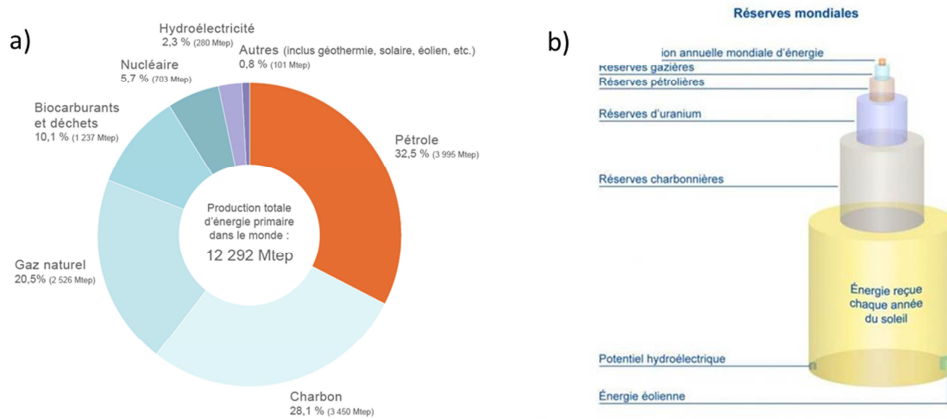 a)
Hydroélectricité
2,3 % (280 Mtep)
Autres (inclus géothermie, solaire, éolien, etc.)
0,8 % (101 Mtep)
Nucléaire
5,7 % (703 Mtep)
Biocarburants
et déchets
10,1 % (1 237 Mtep)
Pétrole
32,5 % (3 995 Mtep)
Production totale
d'énergie primaire
dans le monde :
12 292 Mtep
Gaz naturel
20,5% (2 526 Mtep)
Charbon
28,1 % (3 450 Mtep)
b)
Réserves mondiales
ion annuelle mondiale d'énergie
Réserves gazières
Réserves pétrolières
Réserves d'uranium
Réserves charbonnières
Énergie reçue
chaque année
du soleil
Potentiel hydroélectrique
Énergie éolienne